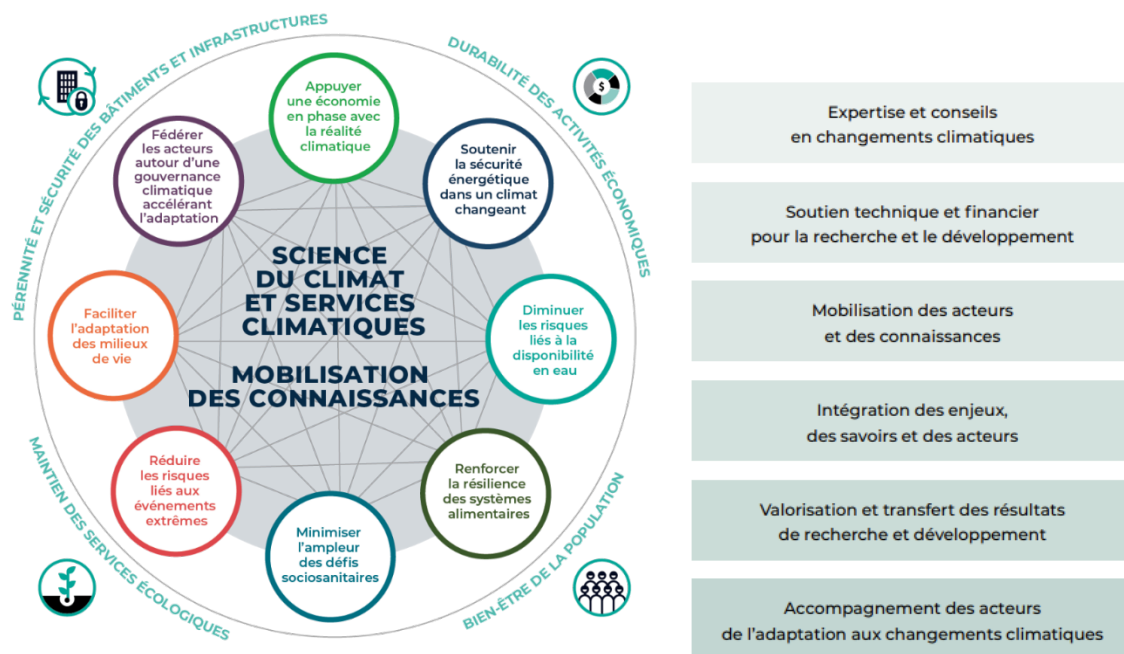 PÉRENNITÉ ET SÉCURITÉ DES BÂTIMENTS ET INFRASTRUCTURES
DURABILITÉ DES ACTIVITÉS ÉCONOMIQUES
$
Appuyer
une économie
en phase avec
la réalité
climatique
Fédérer
les acteurs
autour d’une
gouvernance
climatique
accélérant
l’adaptation
Soutenir
la sécurité
énergétique
dans un climat
changeant
SCIENCE
DU CLIMAT
ET SERVICES
CLIMATIQUES
MOBILISATION
DES CONNAISSANCES
Faciliter
l’adaptation
des milieux
de vie
Diminuer
les risques
liés à la
disponibilité
en eau
Réduire
les risques
liés aux
événements
extrêmes
Renforcer
la résilience
des systèmes
alimentaires
Minimiser
l’ampleur
des défis
sociosanitaires
MAINTIEN DES SERVICES ÉCOLOGIQUES
BIEN-ÊTRE DE LA POPULATION
Expertise et conseils
en changements climatiques
Soutien technique et financier
pour la recherche et le développement
Mobilisation des acteurs
et des connaissances
Intégration des enjeux,
des savoirs et des acteurs
Valorisation et transfert des résultats
de recherche et développement
Accompagnement des acteurs
de l’adaptation aux changements climatiques